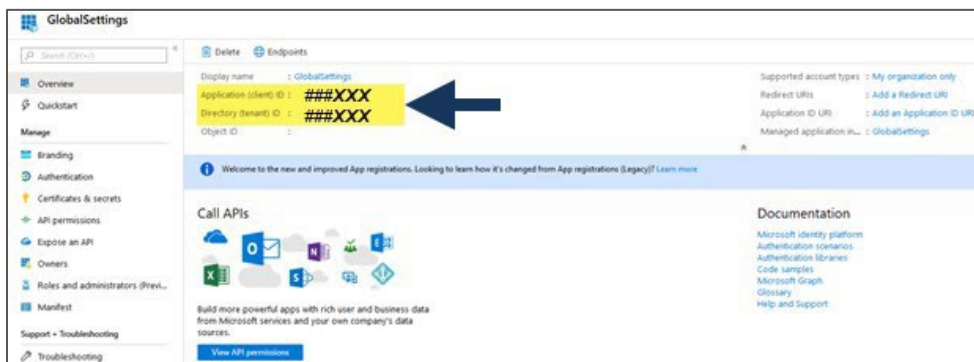 GlobalSettings
Search (Ctrl+/)
Overview
Quickstart
Manage
Branding
Authentication
Certificates & secrets
API permissions
Expose an API
Owners
Roles and administrators (Previ...
Manifest
Support + Troubleshooting
Troubleshooting
Delete Endpoints
Display name : GlobalSettings
Application (client) ID : ###XXX
Directory (tenant) ID : ###XXX
Object ID :
Supported account types : My organization only
Redirect URIs : Add a Redirect URI
Application ID URI : Add an Application ID URI
Managed application in... : GlobalSettings
Welcome to the new and improved App registrations. Looking to learn how it's changed from App registrations (Legacy)? Learn more
Call APIs
Build more powerful apps with rich user and business data
from Microsoft services and your own company's data
sources.
View API permissions
Documentation
Microsoft identity platform
Authentication scenarios
Authentication libraries
Code samples
Microsoft Graph
Glossary
Help and Support